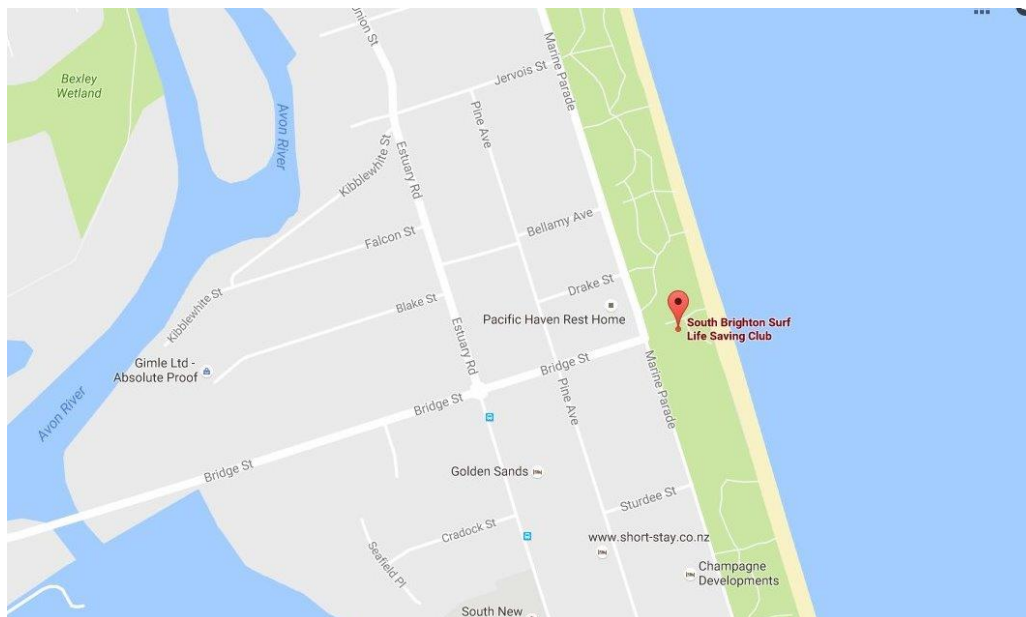 Union St
Marine Parade
Jervois St
Bexley
Wetland
Avon River
Pine Ave
Kibblewhite St
Estuary Rd
Bellamy Ave
Falcon St
Drake St
Blake St
Kibblewhite St
Pacific Haven Rest Home
South Brighton Surf
Life Saving Club
Estuary Rd
Gimle Ltd -
Absolute Proof
Bridge St
Marine Parade
Pine Ave
Avon River
Bridge St
Bridge St
Golden Sands
Sturdee St
Cradock St
www.short-stay.co.nz
Seafield Pl
Champagne
Developments
South New